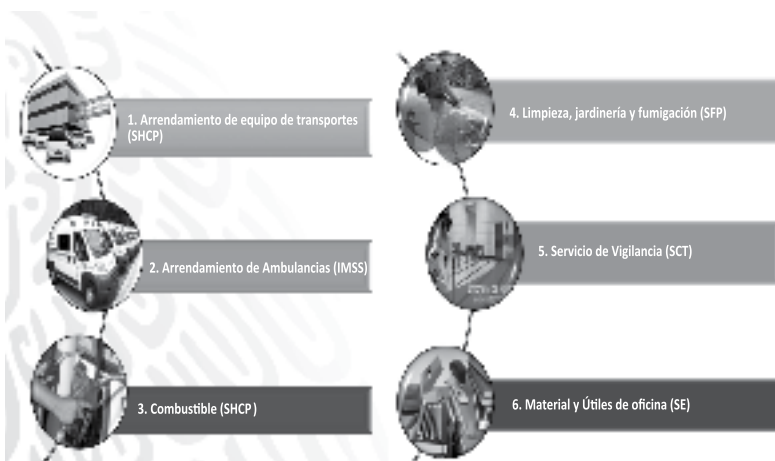 1. Arrendamiento de equipo de transportes
(SHCP)
2. Arrendamiento de Ambulancias (IMSS)
3. Combustible (SHCP)
4. Limpieza, jardinería y fumigación (SFP)
5. Servicio de Vigilancia (SCT)
6. Material y Útiles de oficina (SE)